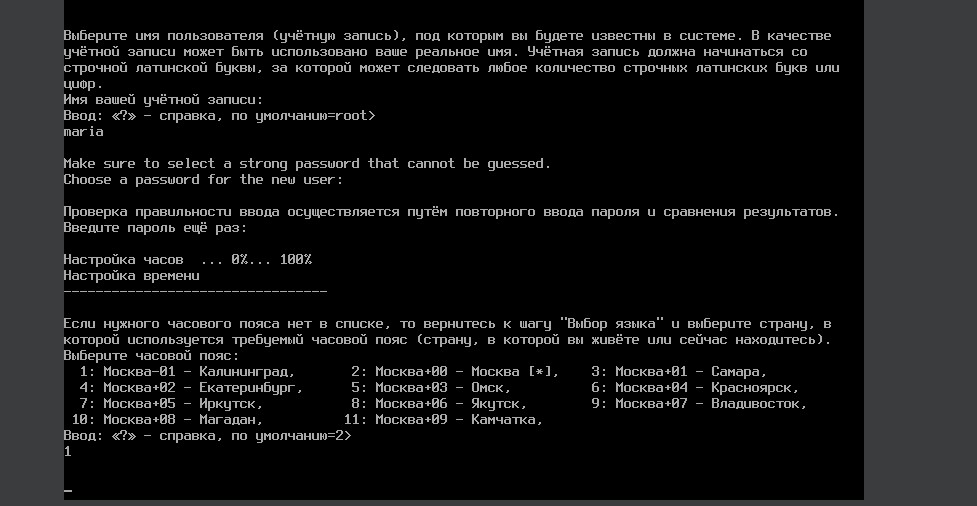 Выберите имя пользователя (учётную запись), под которым вы будете известны в системе. В качестве
учётной записи может быть использовано ваше реальное имя. Учётная запись должна начинаться со
строчной латинской буквы, за которой может следовать любое количество строчных латинских букв или
цифр.
Имя вашей учётной записи:
Ввод: «?» - справка, по умолчанию=root>
maria
Make sure to select a strong password that cannot be guessed.
Choose a password for the new user:
Проверка правильности ввода осуществляется путём повторного ввода пароля и сравнения результатов.
Введите пароль ещё раз:
Настройка часов  ... 0%... 100%
Настройка времени
---------------------------------
Если нужного часового пояса нет в списке, то вернитесь к шагу "Выбор языка" и выберите страну, в
которой используется требуемый часовой пояс (страну, в которой вы живёте или сейчас находитесь).
Выберите часовой пояс:
  1: Москва-01 - Калининград,       2: Москва+00 - Москва [*],    3: Москва+01 - Самара,
  4: Москва+02 - Екатеринбург,      5: Москва+03 - Омск,          6: Москва+04 - Красноярск,
  7: Москва+05 - Иркутск,           8: Москва+06 - Якутск,        9: Москва+07 - Владивосток,
 10: Москва+08 - Магадан,          11: Москва+09 - Камчатка,
Ввод: «?» - справка, по умолчанию=2>
1
_